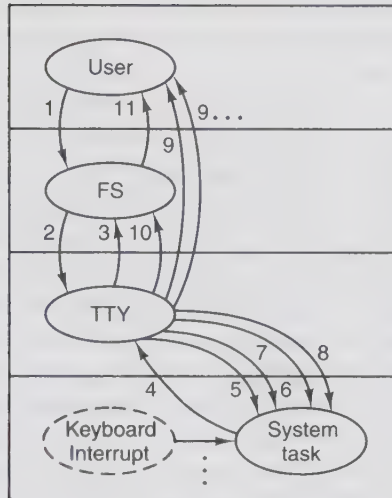 User
1
11
9
9...
FS
2
3
10
TTY
4
5
6
7
8
Keyboard
Interrupt
System
task